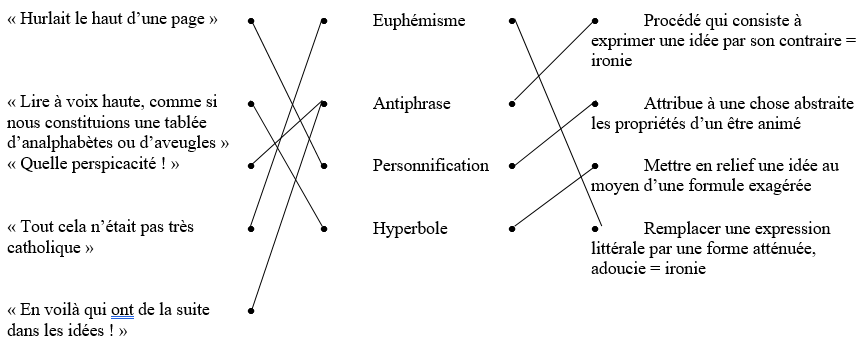 « Hurlait le haut d'une page »
« Lire à voix haute, comme si
nous constituions une tablée
d'analphabètes ou d'aveugles »
« Quelle perspicacité ! »
« Tout cela n'était pas très
catholique »
« En voilà qui ont de la suite
dans les idées ! »
Euphémisme
Antiphrase
Personnification
Hyperbole
Procédé qui consiste à
exprimer une idée par son contraire =
ironie
Attribue à une chose abstraite
les propriétés d'un être animé
Mettre en relief une idée au
moyen d'une formule exagérée
Remplacer une expression
littérale par une forme atténuée,
adoucie = ironie